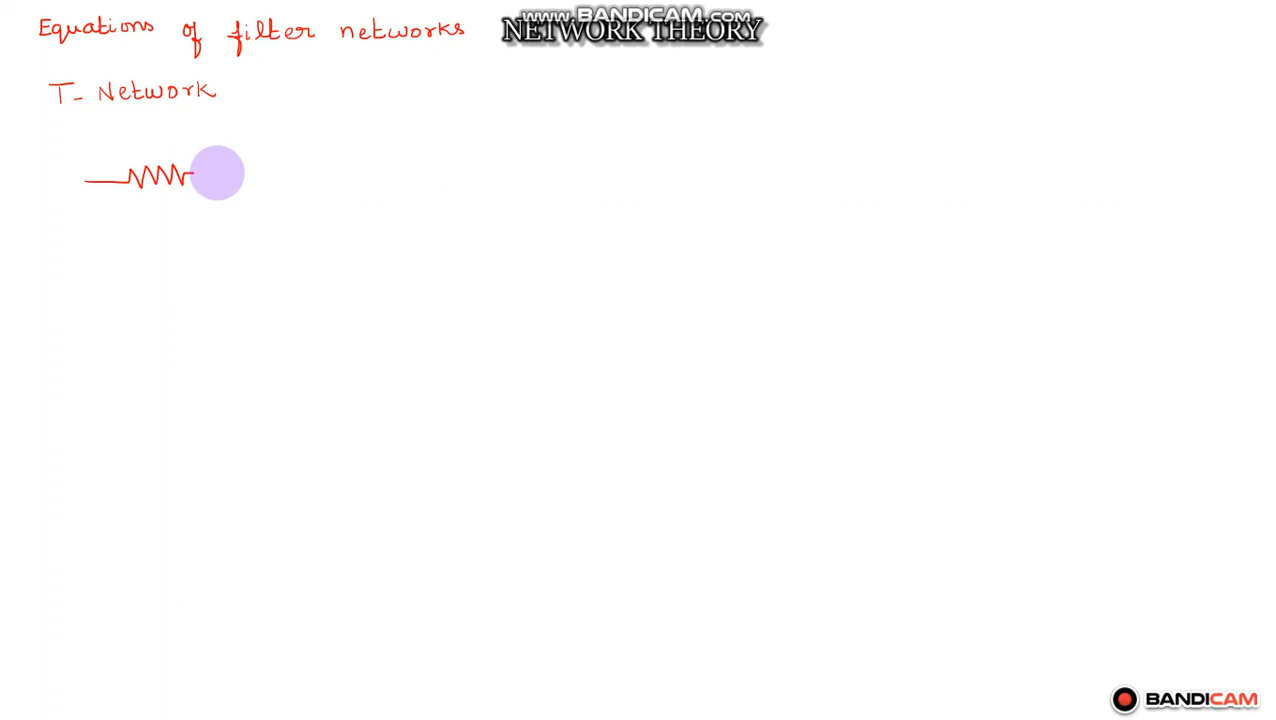 www.BANDICAM.com
Equations of filter networks
NETWORK THEORY
T- Network
BANDICAM